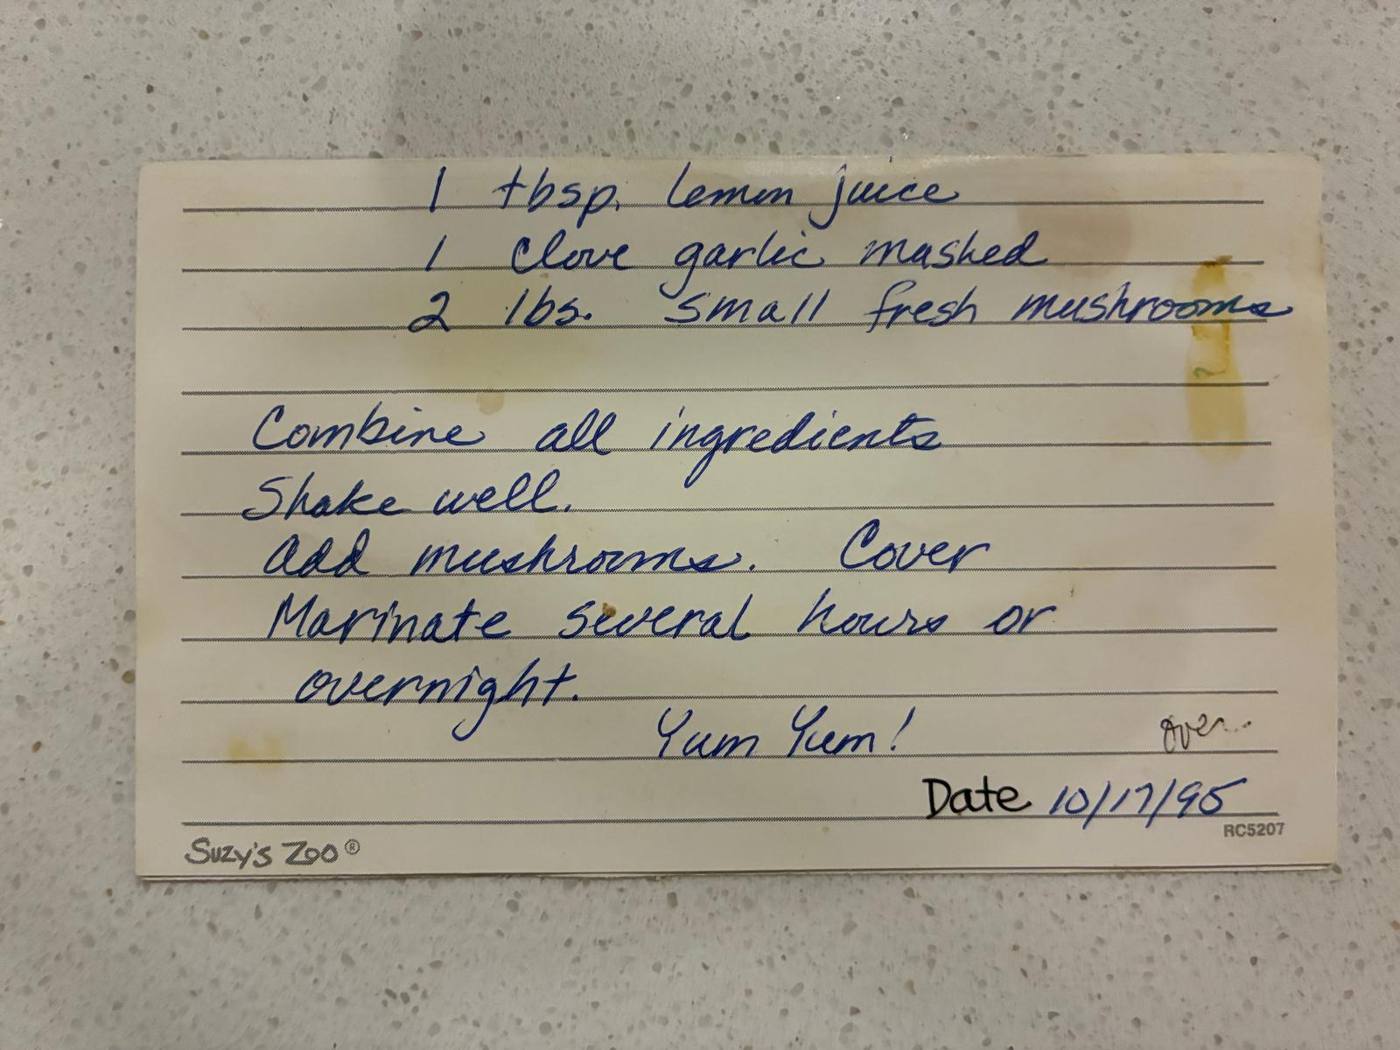 1 tbsp. lemon juice
1 clove garlic mashed
2 lbs. small fresh mushrooms
Combine all ingredients
Shake well.
add mushrooms. Cover
Marinate several hours or
overnight.
Yum Yum!
over..
Date 10/17/95
RC5207
Suzy's Zoo®